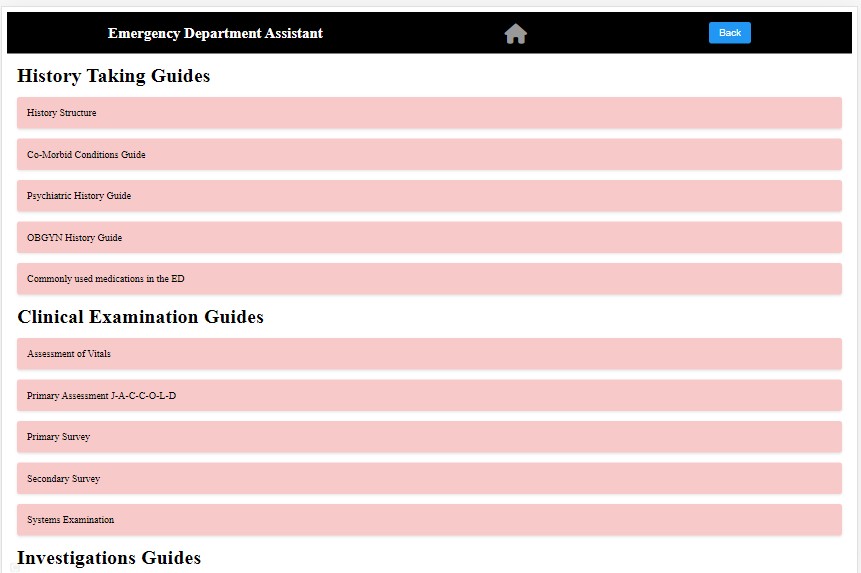 Emergency Department Assistant
Back
History Taking Guides
History Structure
Co-Morbid Conditions Guide
Psychiatric History Guide
OBGYN History Guide
Commonly used medications in the ED
Clinical Examination Guides
Assessment of Vitals
Primary Assessment J-A-C-C-O-L-D
Primary Survey
Secondary Survey
Systems Examination
Investigations Guides